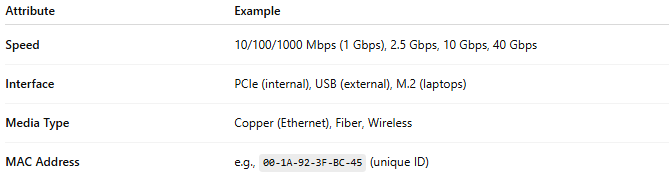 Attribute Example
Speed 10/100/1000 Mbps (1 Gbps), 2.5 Gbps, 10 Gbps, 40 Gbps
Interface PCIe (internal), USB (external), M.2 (laptops)
Media Type Copper (Ethernet), Fiber, Wireless
MAC Address e.g., 00-1A-92-3F-BC-45 (unique ID)